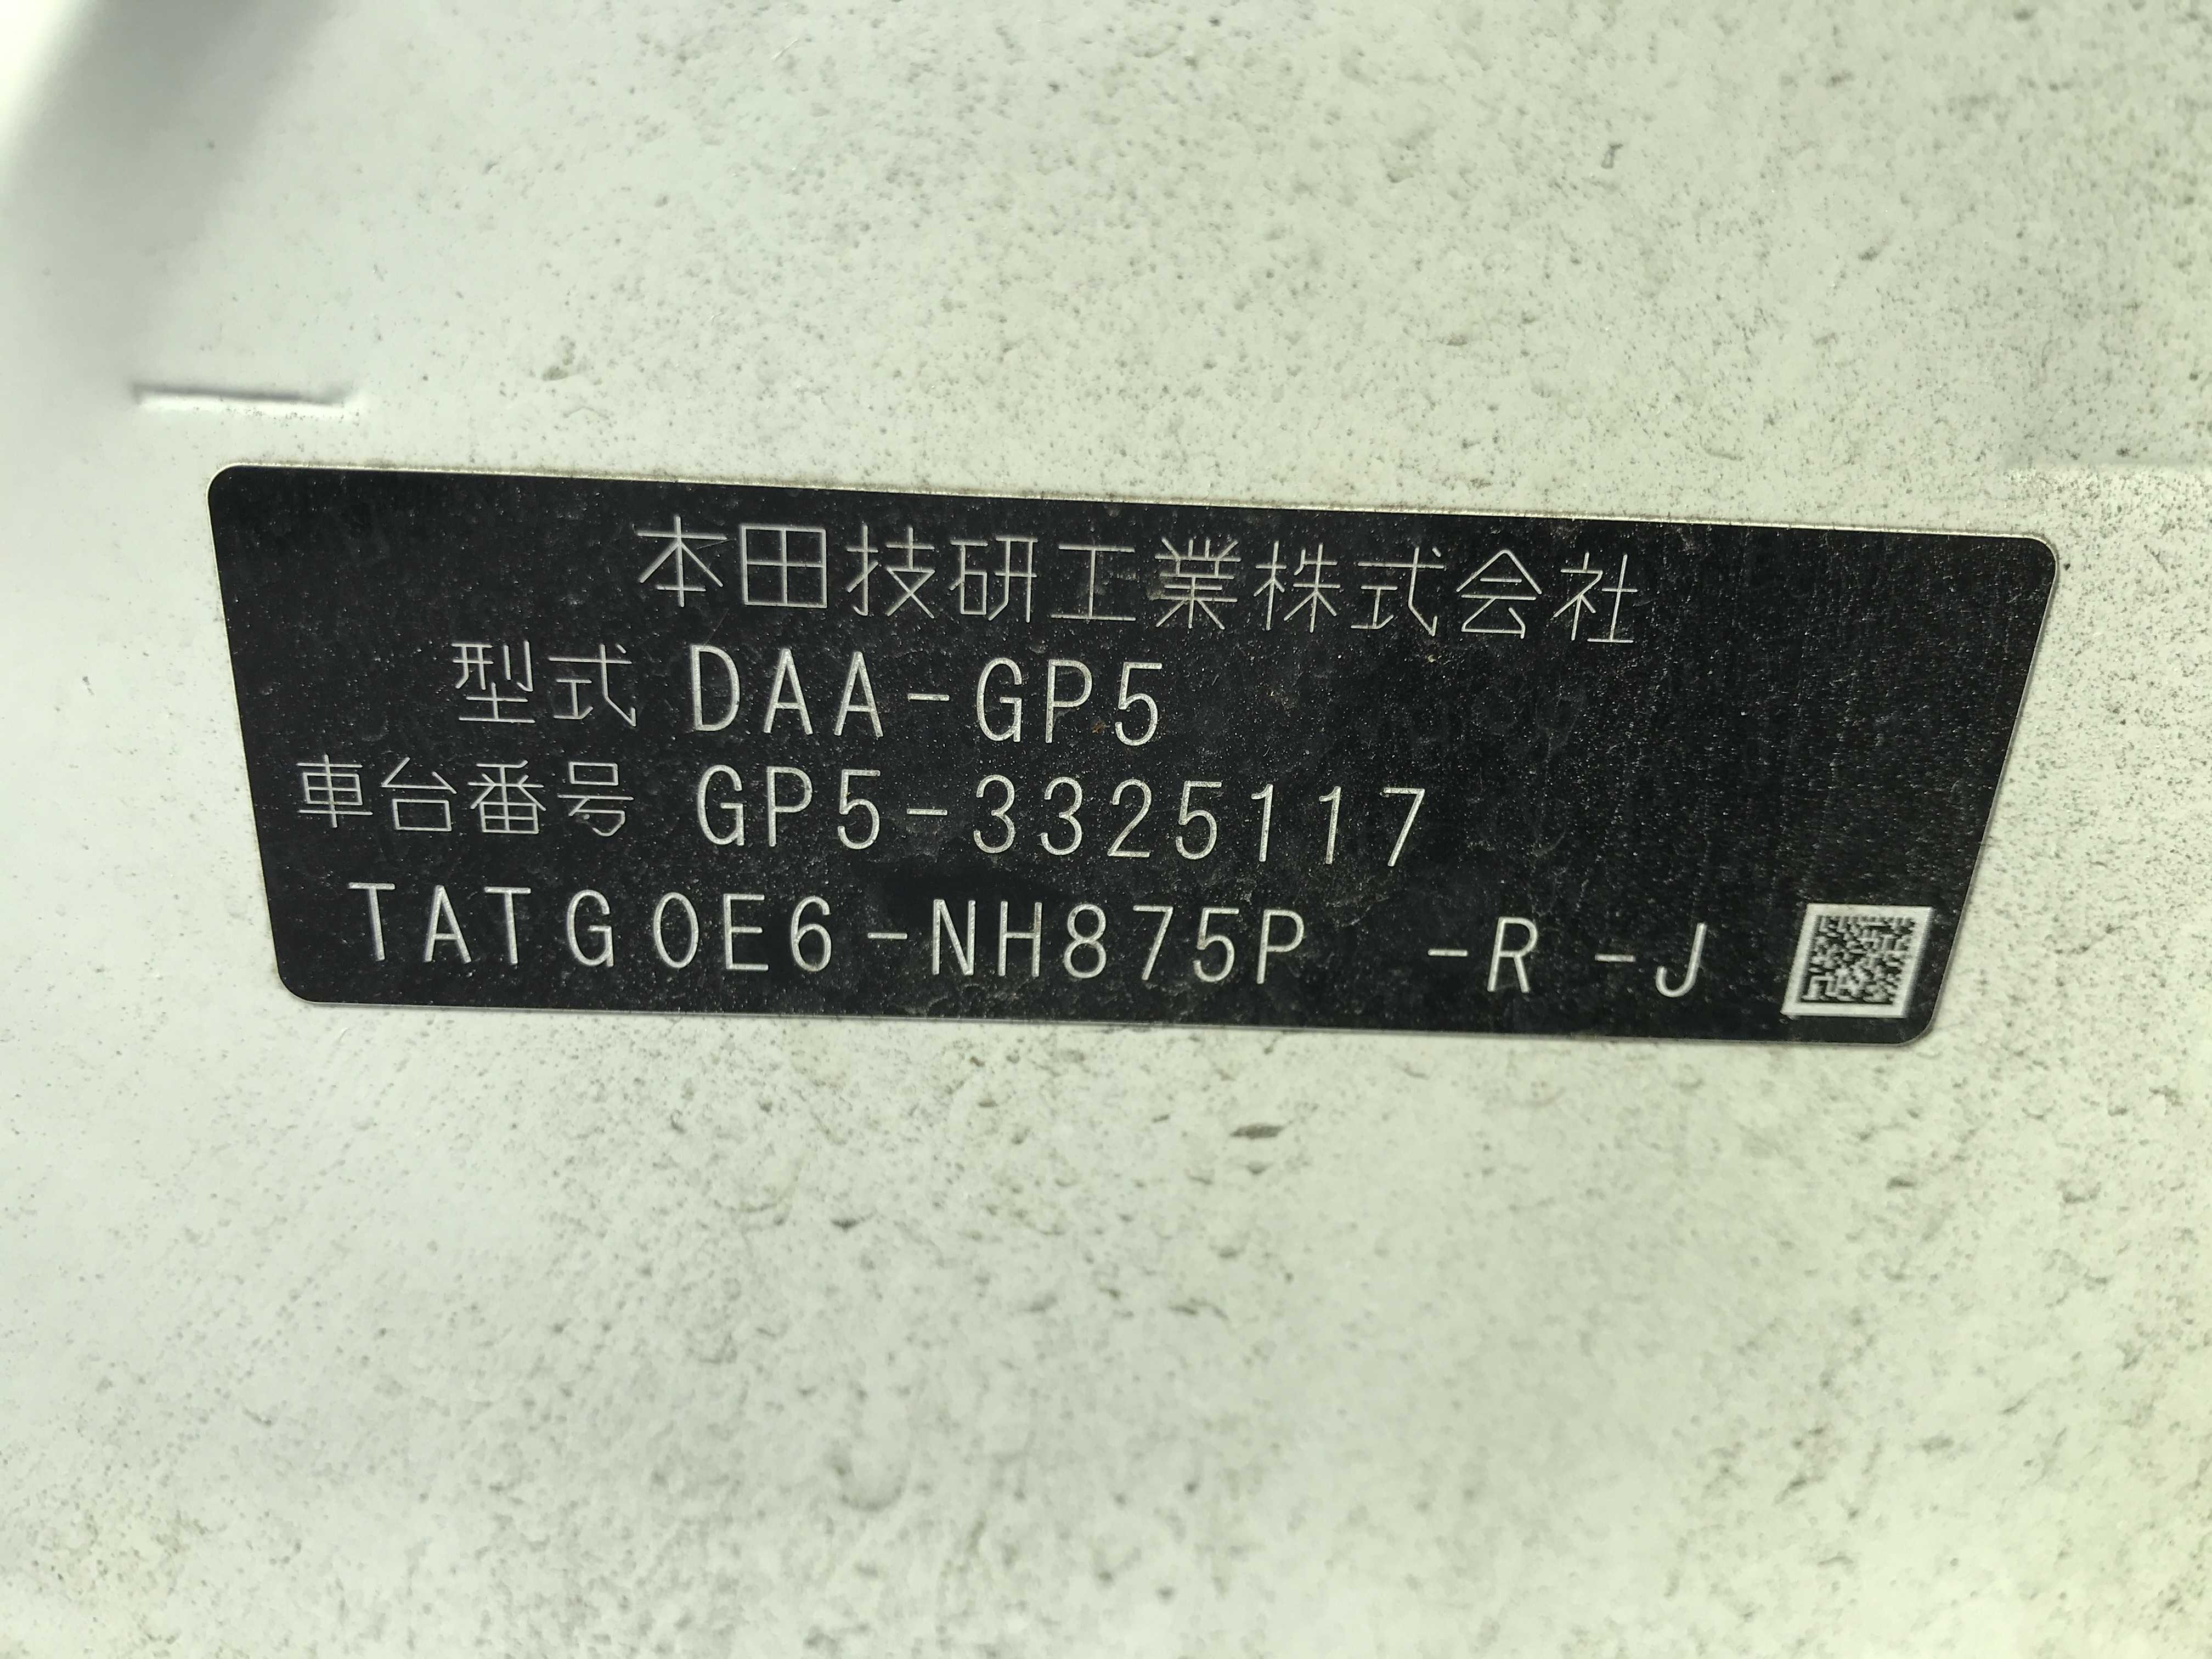 本田技研工業株式会社
型式 DAA-GP5
車台番号 GP5-3325117
TATG0E6-NH875P -R -J